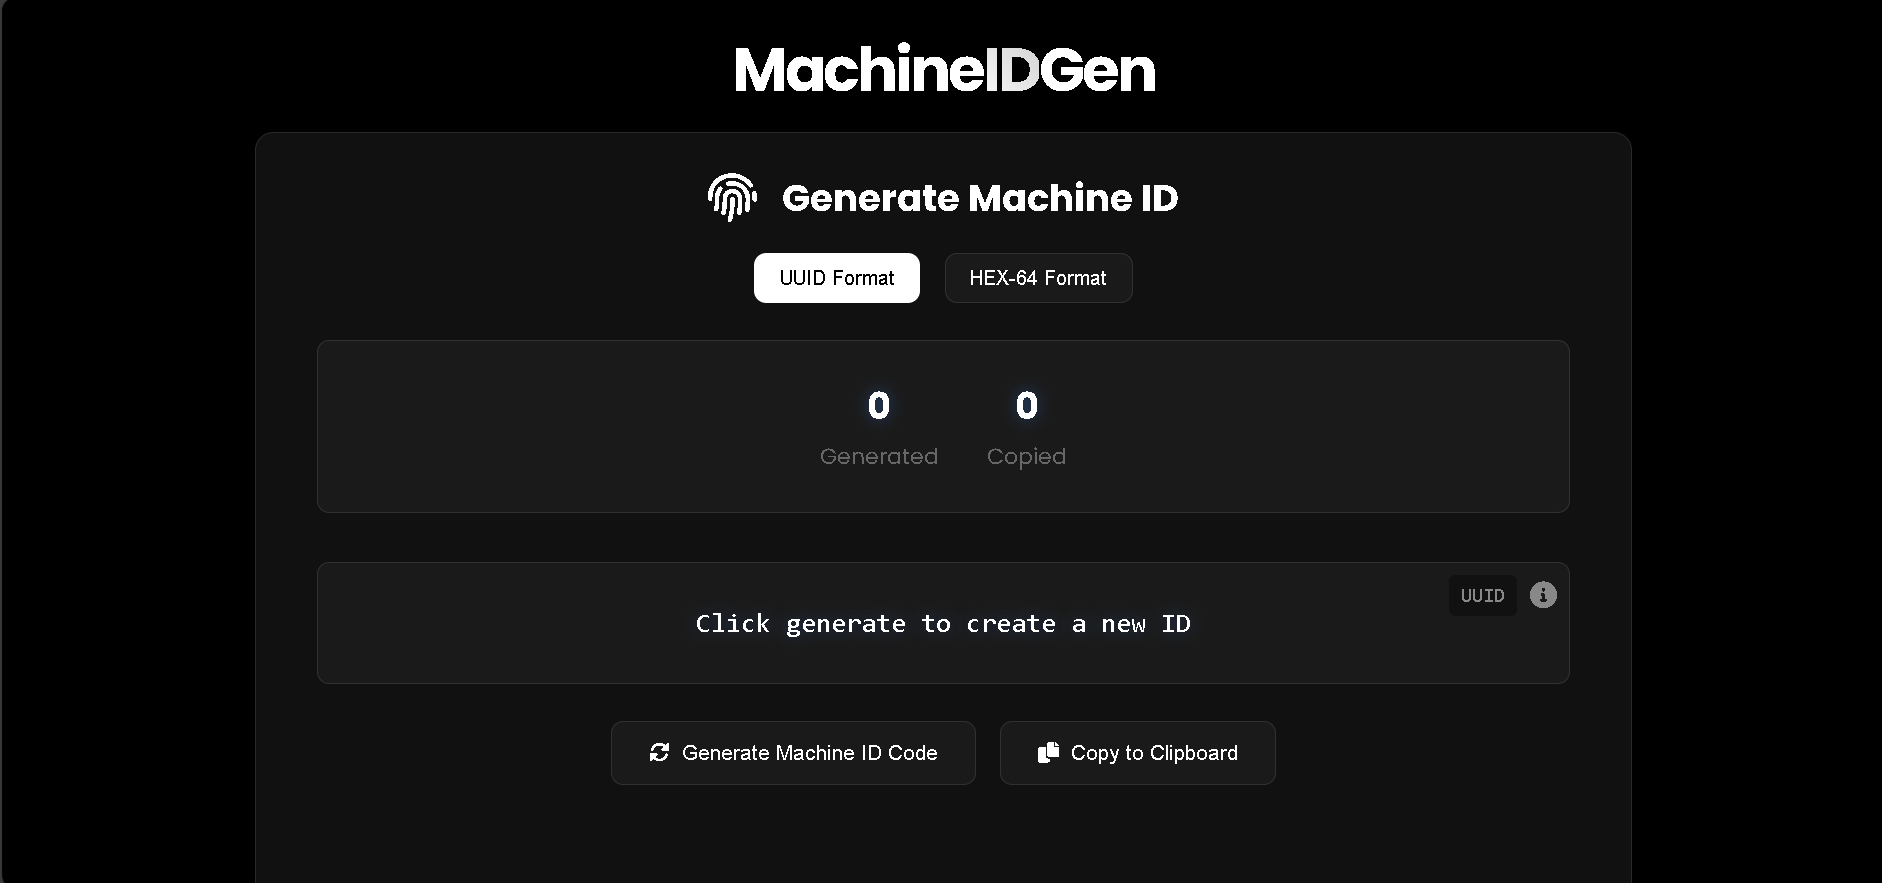 MachineIDGen
Generate Machine ID
UUID Format
HEX-64 Format
0
0
Generated
Copied
UUID
Click generate to create a new ID
Generate Machine ID Code
Copy to Clipboard